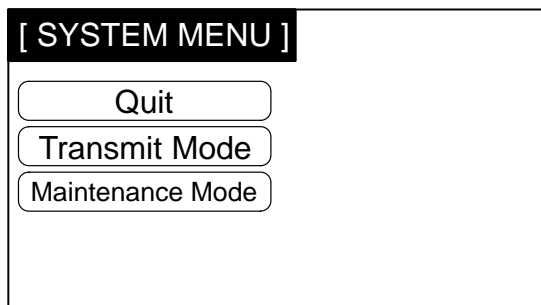 [ SYSTEM MENU ]
Quit
Transmit Mode
Maintenance Mode